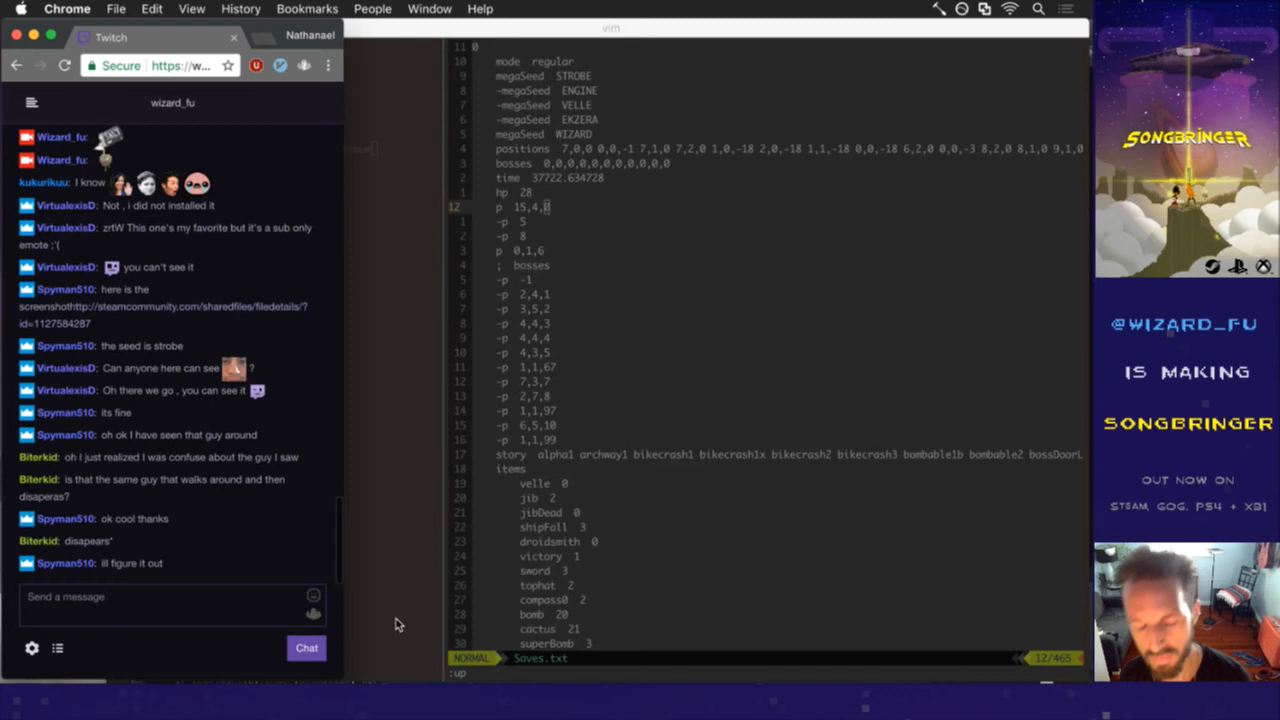 Chrome File Edit View History Bookmarks People Window Help
Twitch
Nathanael
Secure https://w...
wizard_fu
Wizard_fu:
Wizard_fu:
kukurikuu: I know
VirtualexisD: Not , i did not installed it
VirtualexisD: zrtW This one's my favorite but it's a sub only
emote ;'(
VirtualexisD: you can't see it
Spyman510: here is the
screenshothttp://steamcommunity.com/sharedfiles/filedetails/?
id=1127584287
Spyman510: the seed is strobe
VirtualexisD: Can anyone here can see ?
VirtualexisD: Oh there we go , you can see it
Spyman510: its fine
Spyman510: oh ok I have seen that guy around
Biterkid: oh I just realized I was confuse about the guy I saw
Biterkid: is that the same guy that walks around and then
disaperas?
Spyman510: ok cool thanks
Biterkid: disapears*
Spyman510: ill figure it out
Send a message
Chat
vim
11 0
10 mode regular
9 megaSeed STROBE
8 -megaSeed ENGINE
7 -megaSeed VELLE
6 -megaSeed EKZERA
5 megaSeed WIZARD
4 positions 7,0,0 0,0,-1 7,1,0 7,2,0 1,0,-18 2,0,-18 1,1,-18 0,0,-18 6,2,0 0,0,-3 8,2,0 8,1,0 9,1,0
3 bosses 0,0,0,0,0,0,0,0,0,0
2 time 37722.634728
1 hp 28
12 p 15,4,0
1 -p 5
2 -p 8
3 p 0,1,6
4 ; bosses
5 -p -1
6 -p 2,4,1
7 -p 3,5,2
8 -p 4,4,3
9 -p 4,4,4
10 -p 4,3,5
11 -p 1,1,67
12 -p 7,3,7
13 -p 2,7,8
14 -p 1,1,97
15 -p 6,5,10
16 -p 1,1,99
17 story alpha1 archway1 bikecrash1 bikecrash1x bikecrash2 bikecrash3 bombable1b bombable2 bossDoorL
18 items
19 velle 0
20 jib 2
21 jibDead 0
22 shipFall 3
23 droidsmith 0
24 victory 1
25 sword 3
26 tophat 2
27 compass0 2
28 bomb 20
29 cactus 21
30 superBomb 3
NORMAL Saves.txt 12/465
:up
SONGBRINGER
@WIZARD_FU
IS MAKING
SONGBRINGER
OUT NOW ON
STEAM, GOG, PS4 + XB1